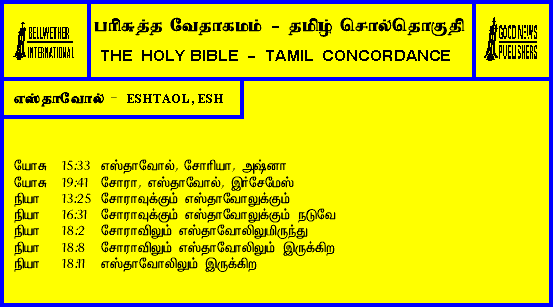 BELLWETHER
INTERNATIONAL
பரிசுத்த வேதாகமம் - தமிழ் சொல்தொகுதி
THE HOLY BIBLE - TAMIL CONCORDANCE
GOOD NEWS
PUBLISHERS
எஸ்தாவோல் - ESHTAOL, ESH
யோசு 15:33 எஸ்தாவோல், சோரியா, அஷ்னா
யோசு 19:41 சோரா, எஸ்தாவோல், இர்சேமேஸ்
நியா 13:25 சோராவுக்கும் எஸ்தாவோலுக்கும்
நியா 16:31 சோராவுக்கும் எஸ்தாவோலுக்கும் நடுவே
நியா 18:2 சோராவிலும் எஸ்தாவோலிலுமிருந்து
நியா 18:8 சோராவிலும் எஸ்தாவோலிலும் இருக்கிற
நியா 18:11 எஸ்தாவோலிலும் இருக்கிற